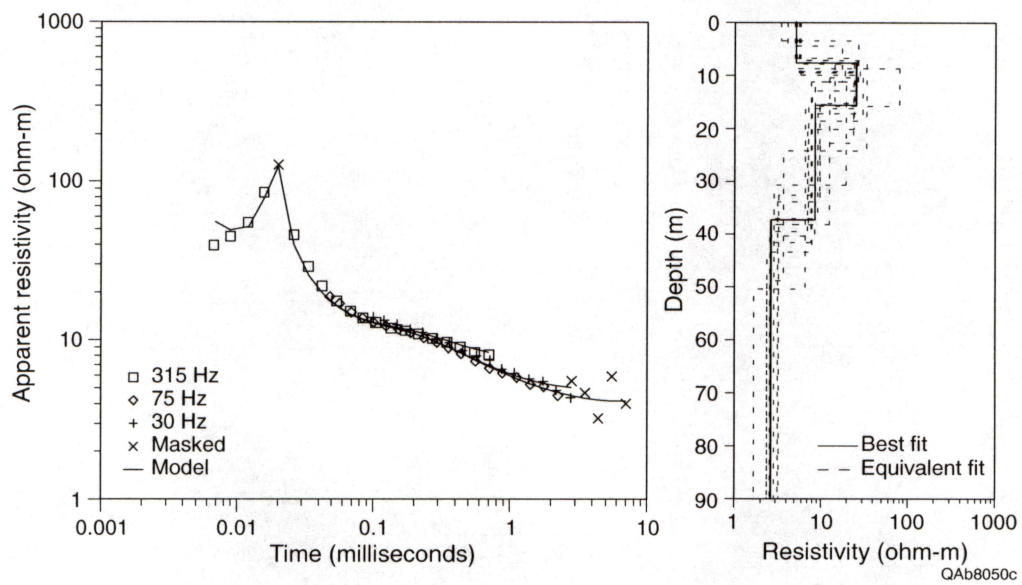 1000
100
10
1
Apparent resistivity (ohm-m)
315 Hz
75 Hz
30 Hz
Masked
Model
0.001
0.01
0.1
1
10
Time (milliseconds)
0
10
20
30
40
50
60
70
80
90
Depth (m)
Best fit
Equivalent fit
1
10
100
1000
Resistivity (ohm-m)
QAb8050c